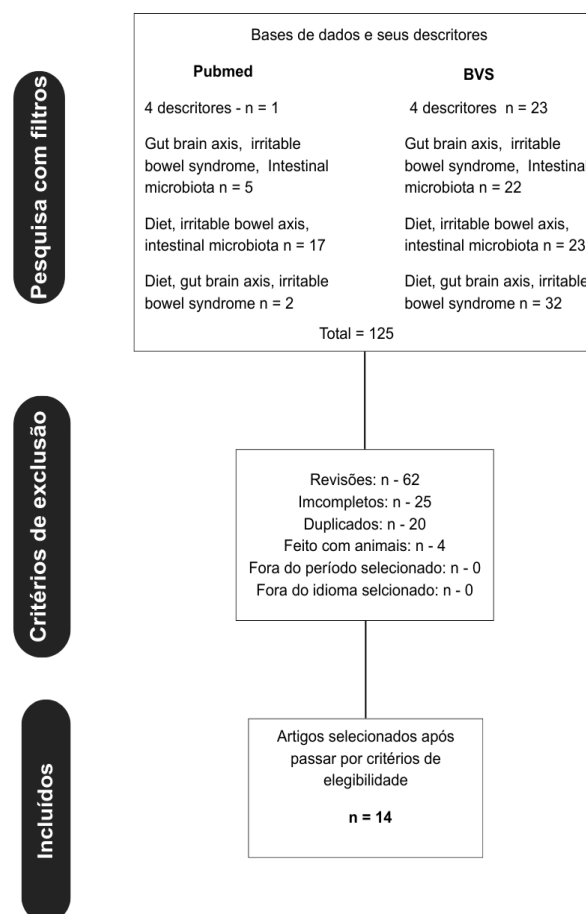 Pesquisa com filtros
Bases de dados e seus descritores
Pubmed
4 descritores - n = 1
Gut brain axis, irritable
bowel syndrome, Intestinal
microbiota n = 5
Diet, irritable bowel axis,
intestinal microbiota n = 17
Diet, gut brain axis, irritable
bowel syndrome n = 2
BVS
4 descritores n = 23
Gut brain axis, irritable
bowel syndrome, Intestinal
microbiota n = 22
Diet, irritable bowel axis,
intestinal microbiota n = 23
Diet, gut brain axis, irritable
bowel syndrome n = 32
Total = 125
Critérios de exclusão
Revisões: n - 62
Imcompletos: n - 25
Duplicados: n - 20
Feito com animais: n - 4
Fora do período selecionado: n - 0
Fora do idioma selcionado: n - 0
Incluídos
Artigos selecionados após
passar por critérios de
elegibilidade
n = 14